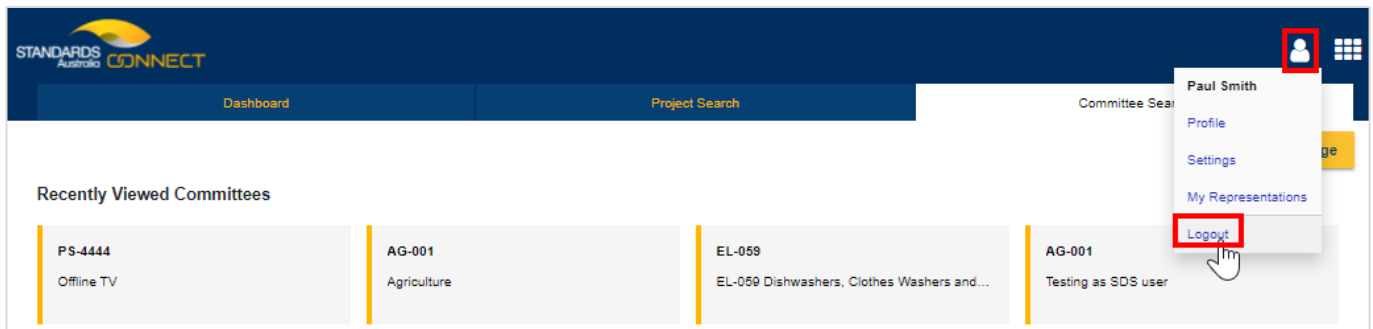 STANDARDS
Australia CONNECT
Dashboard
Project Search
Committee Sear
Paul Smith
Profile
Settings
My Representations
Logout
ge
Recently Viewed Committees
PS-4444
Offline TV
AG-001
Agriculture
EL-059
EL-059 Dishwashers, Clothes Washers and...
AG-001
Testing as SDS user